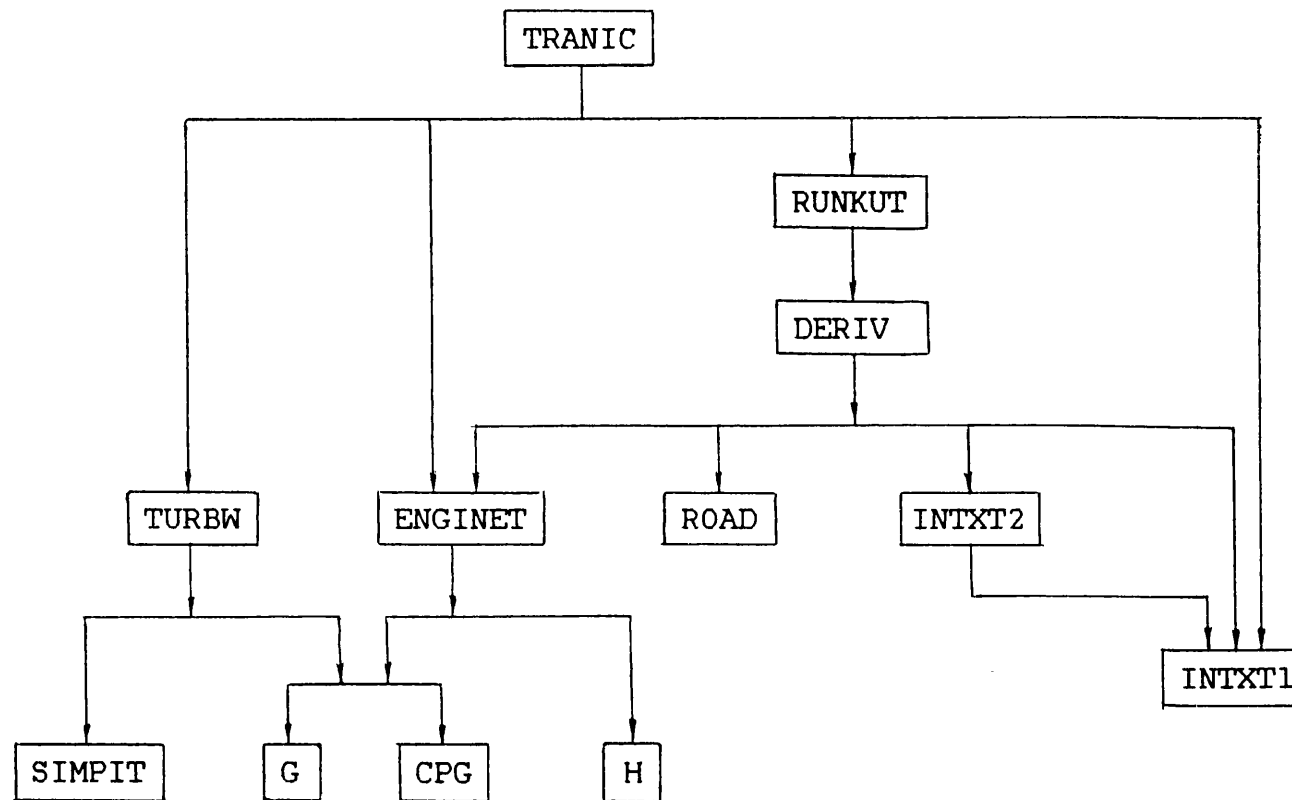 TRANIC
RUNKUT
DERIV
TURBW
ENGINET
ROAD
INTXT2
INTXT1
SIMPIT
G
CPG
H